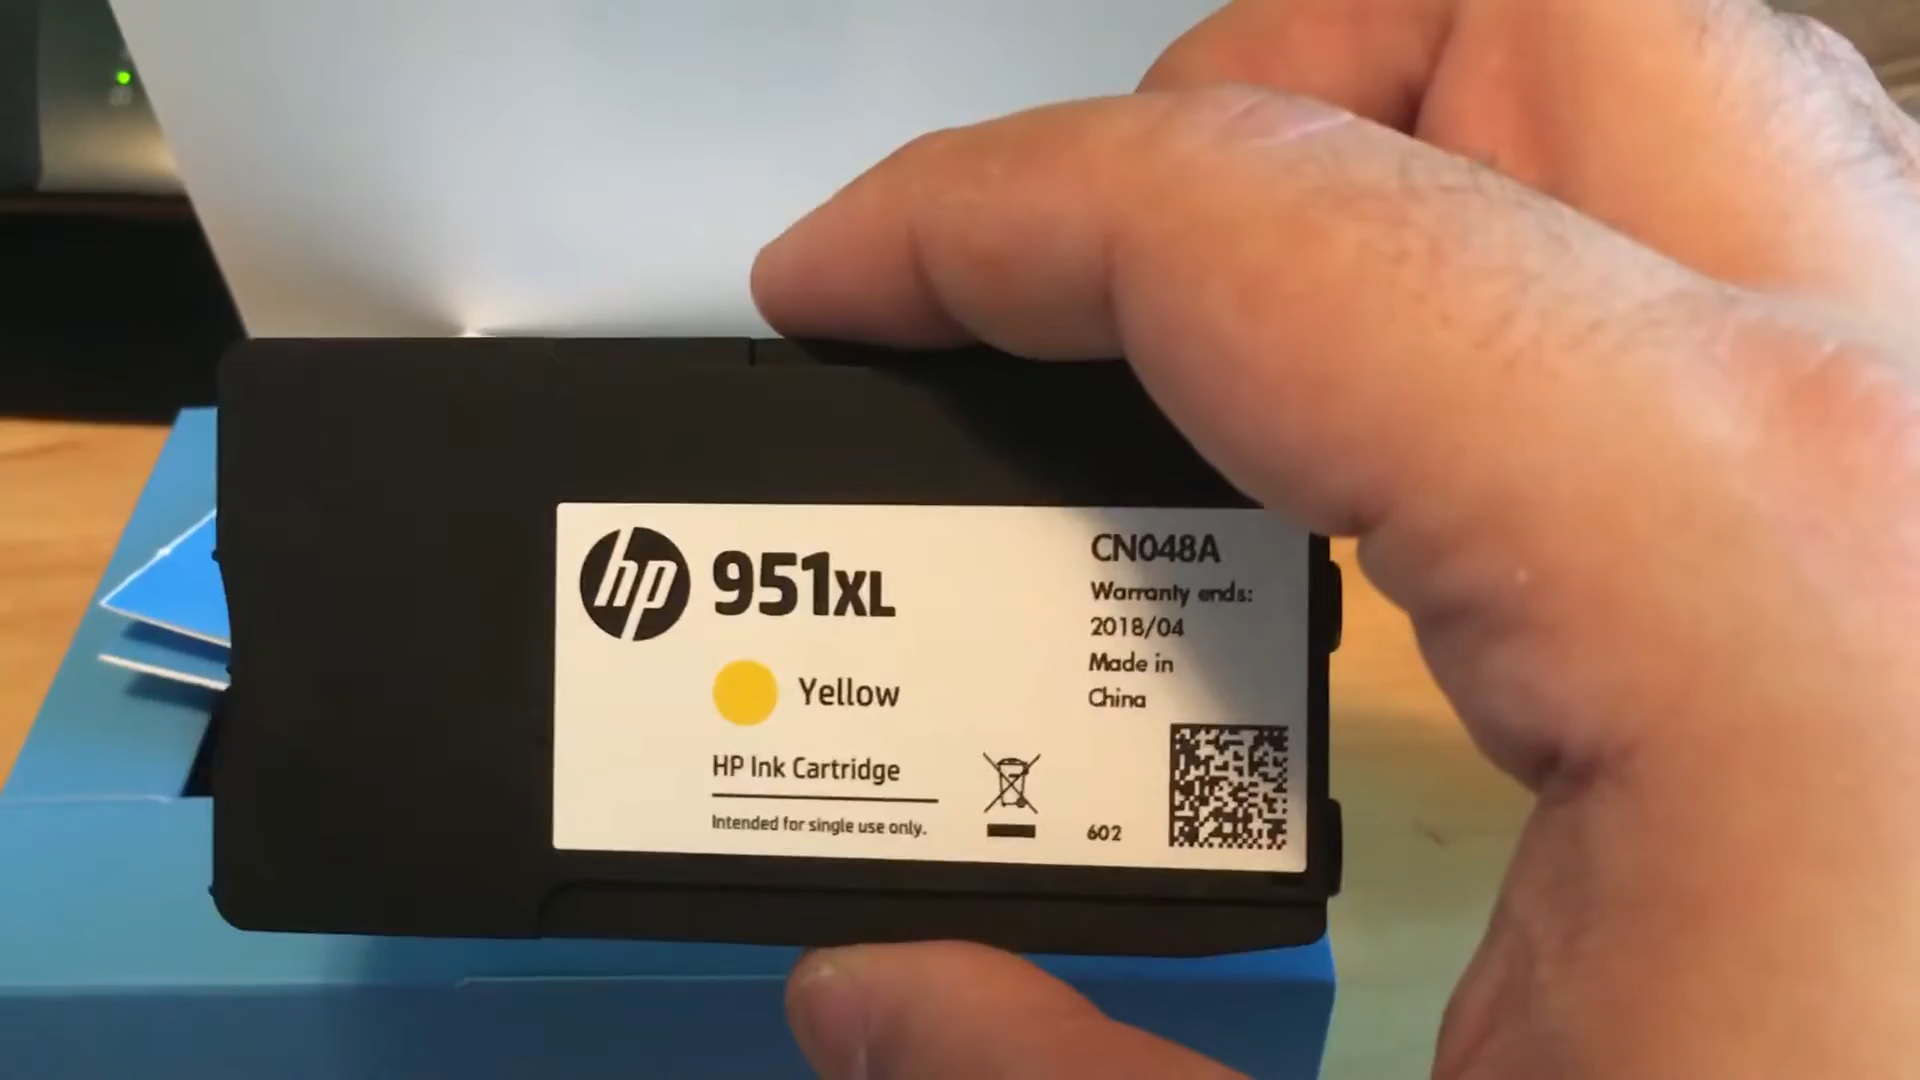 hp 951XL
Yellow
HP Ink Cartridge
Intended for single use only.
CN048A
Warranty ends:
2018/04
Made in
China
602